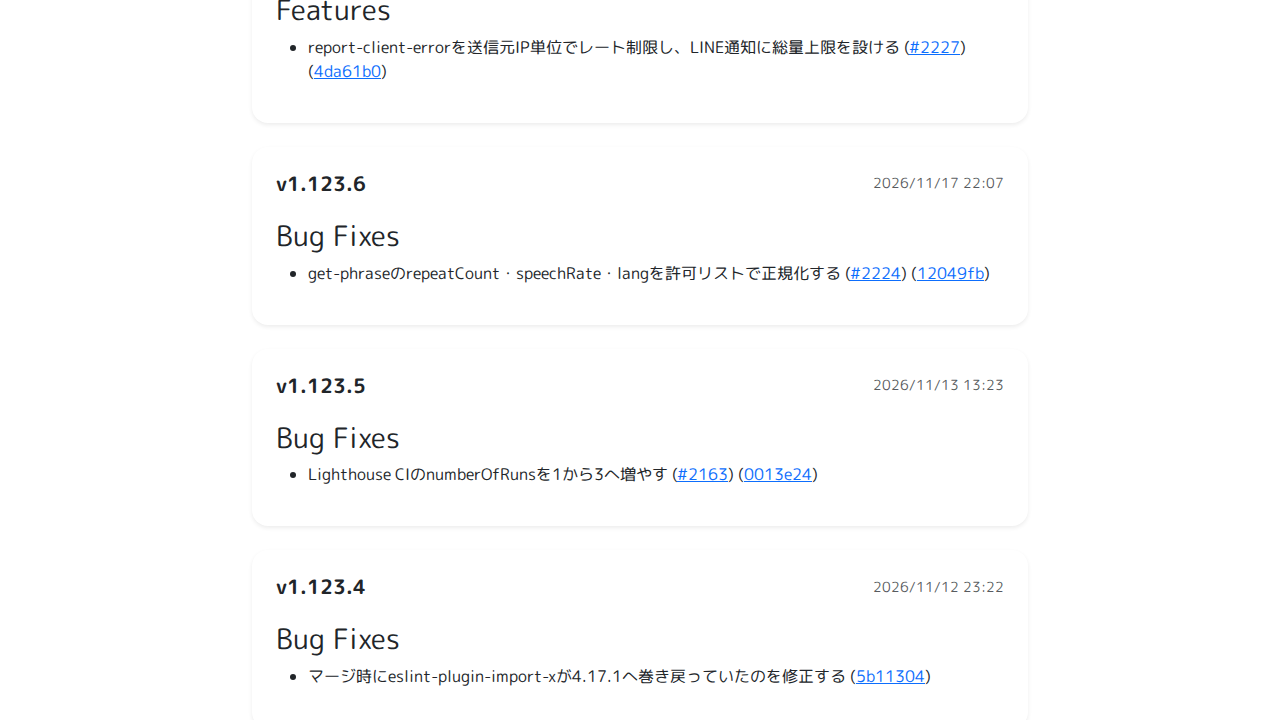 Features
report-client-errorを送信元IP単位でレート制限し、LINE通知に総量上限を設ける (#2227)
(4da61b0)
v1.123.6
2026/11/17 22:07
Bug Fixes
get-phraseのrepeatCount・speechRate・langを許可リストで正規化する (#2224) (12049fb)
v1.123.5
2026/11/13 13:23
Bug Fixes
Lighthouse CIのnumberOfRunsを1から3へ増やす (#2163) (0013e24)
v1.123.4
2026/11/12 23:22
Bug Fixes
マージ時にeslint-plugin-import-xが4.17.1へ巻き戻っていたのを修正する (5b11304)